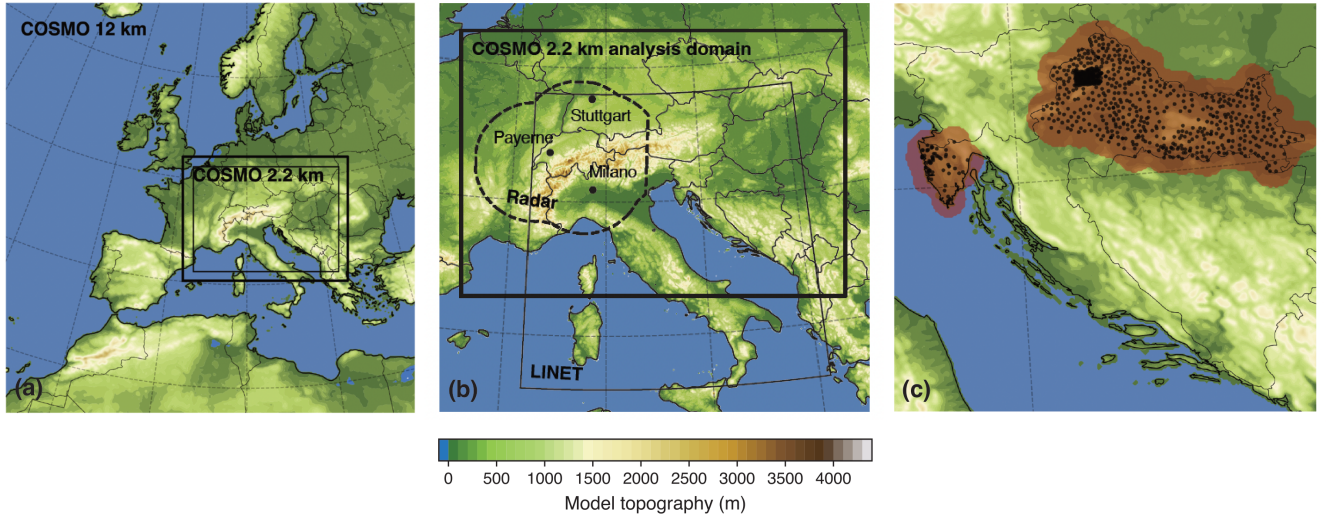 COSMO 12 km
COSMO 2.2 km
(a)
COSMO 2.2 km analysis domain
Stuttgart
Payerne
Milano
Radar
LINET
(b)
(c)
0 500 1000 1500 2000 2500 3000 3500 4000
Model topography (m)